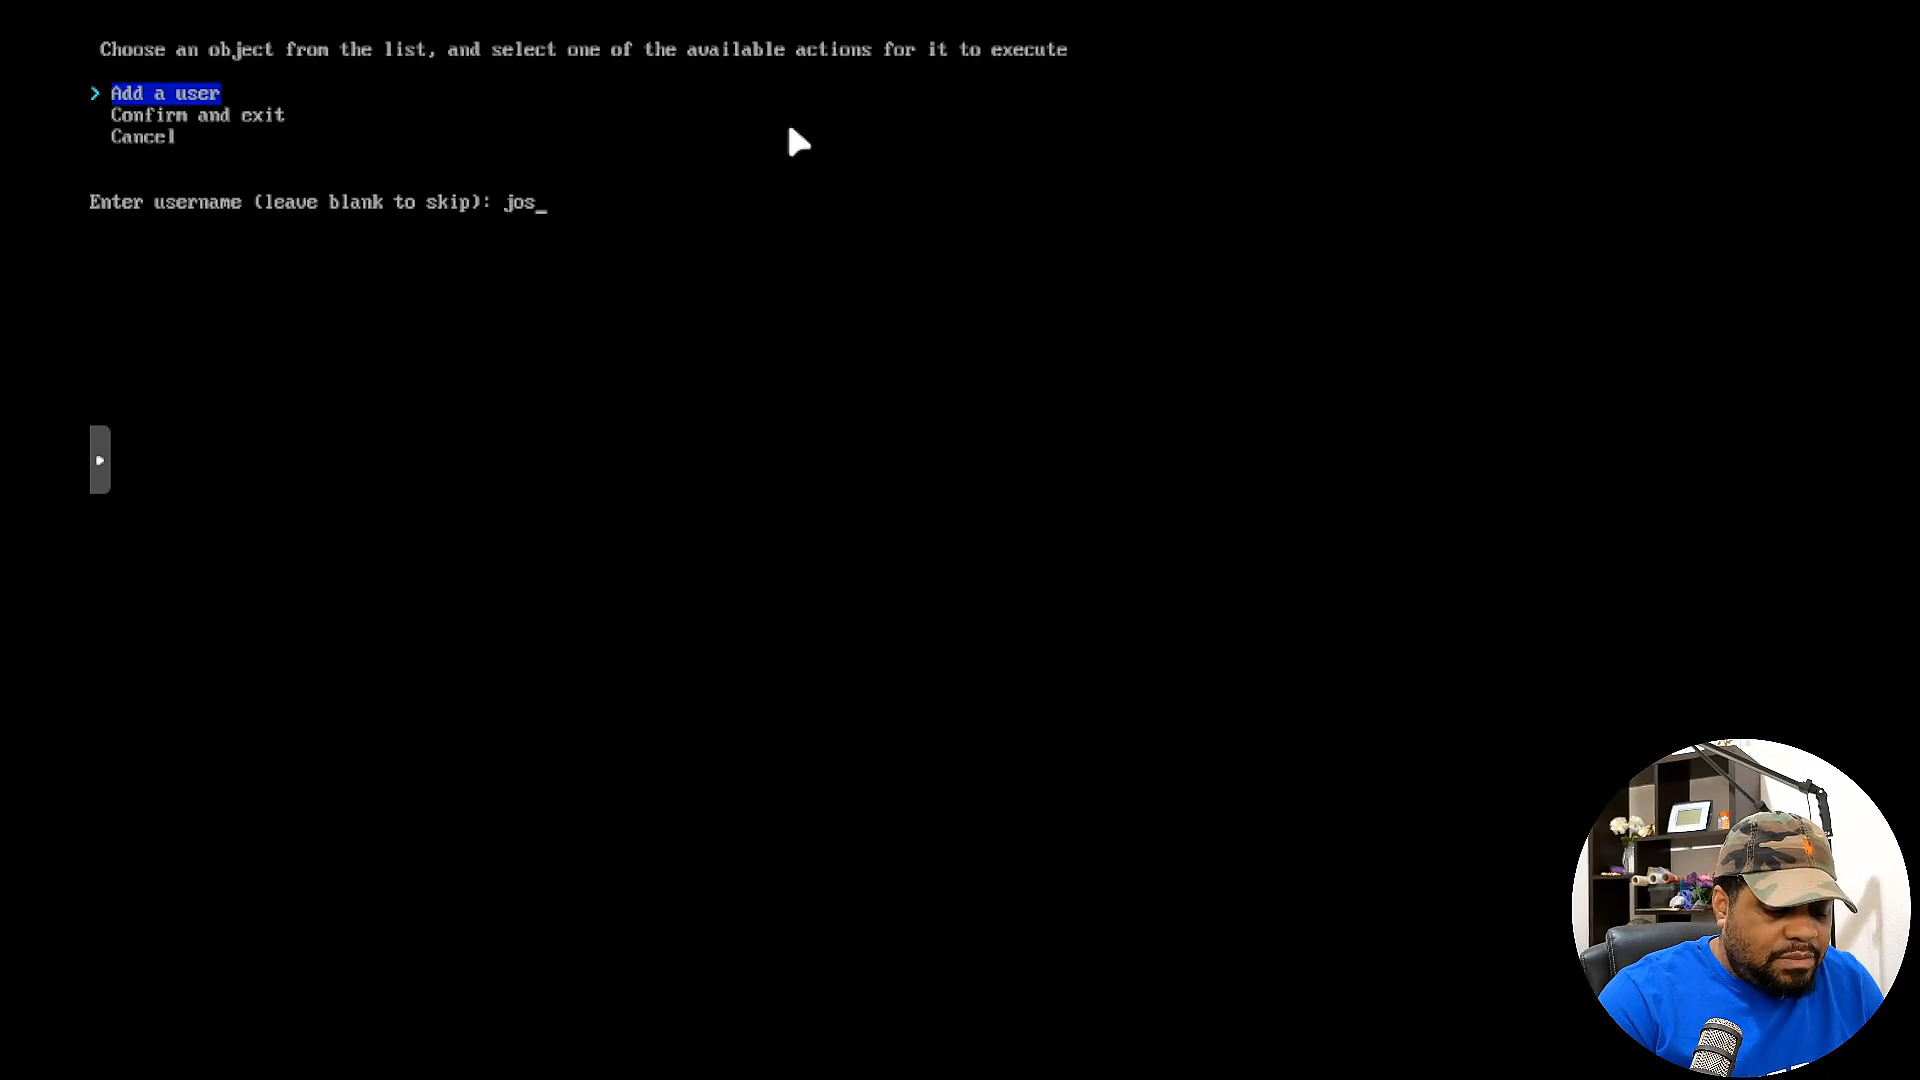 Choose an object from the list, and select one of the available actions for it to execute
> Add a user
Confirm and exit
Cancel
Enter username (leave blank to skip): jos_